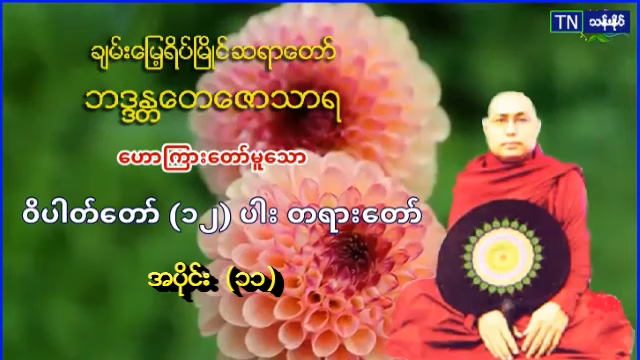 TN သန်းနိုင်
ချမ်းမြေ့ရိပ်မြိုင်ဆရာတော်
ဘဒ္ဒန္တတေဇောသာရ
ဟောကြားတော်မူသော
ဝိပါတ်တော် (၁၂) ပါး တရားတော်
အပိုင်း (၁၁)